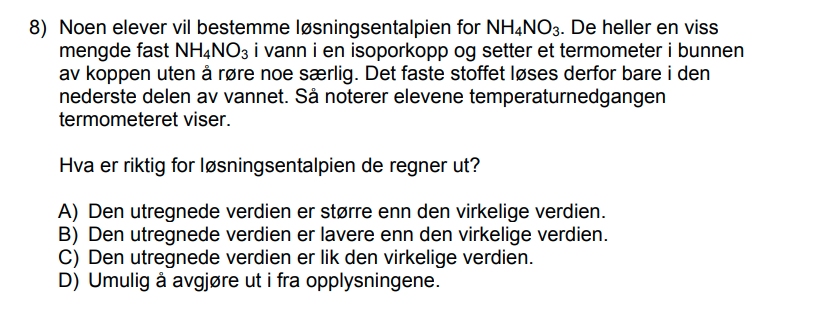 8) Noen elever vil bestemme løsningsentalpien for NH₄NO₃. De heller en viss
mengde fast NH₄NO₃ i vann i en isoporkopp og setter et termometer i bunnen
av koppen uten å røre noe særlig. Det faste stoffet løses derfor bare i den
nederste delen av vannet. Så noterer elevene temperaturnedgangen
termometeret viser.
Hva er riktig for løsningsentalpien de regner ut?
A) Den utregnede verdien er større enn den virkelige verdien.
B) Den utregnede verdien er lavere enn den virkelige verdien.
C) Den utregnede verdien er lik den virkelige verdien.
D) Umulig å avgjøre ut i fra opplysningene.